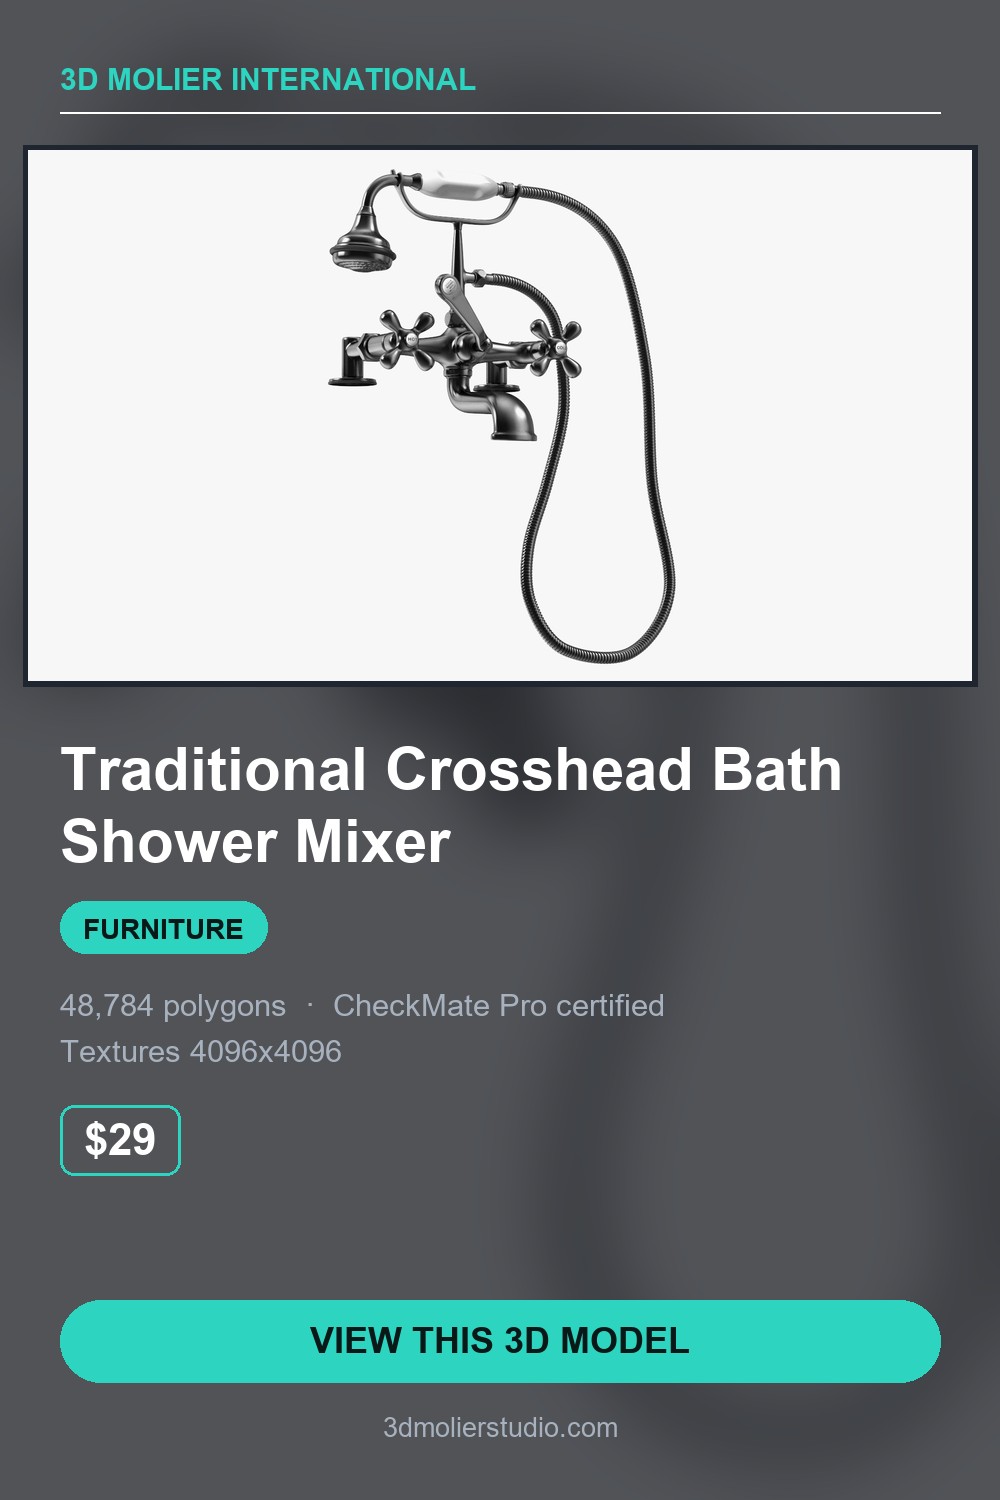 3D MOLIER INTERNATIONAL
Traditional Crosshead Bath
Shower Mixer
FURNITURE
48,784 polygons · CheckMate Pro certified
Textures 4096x4096
$29
VIEW THIS 3D MODEL
3dmolierstudio.com